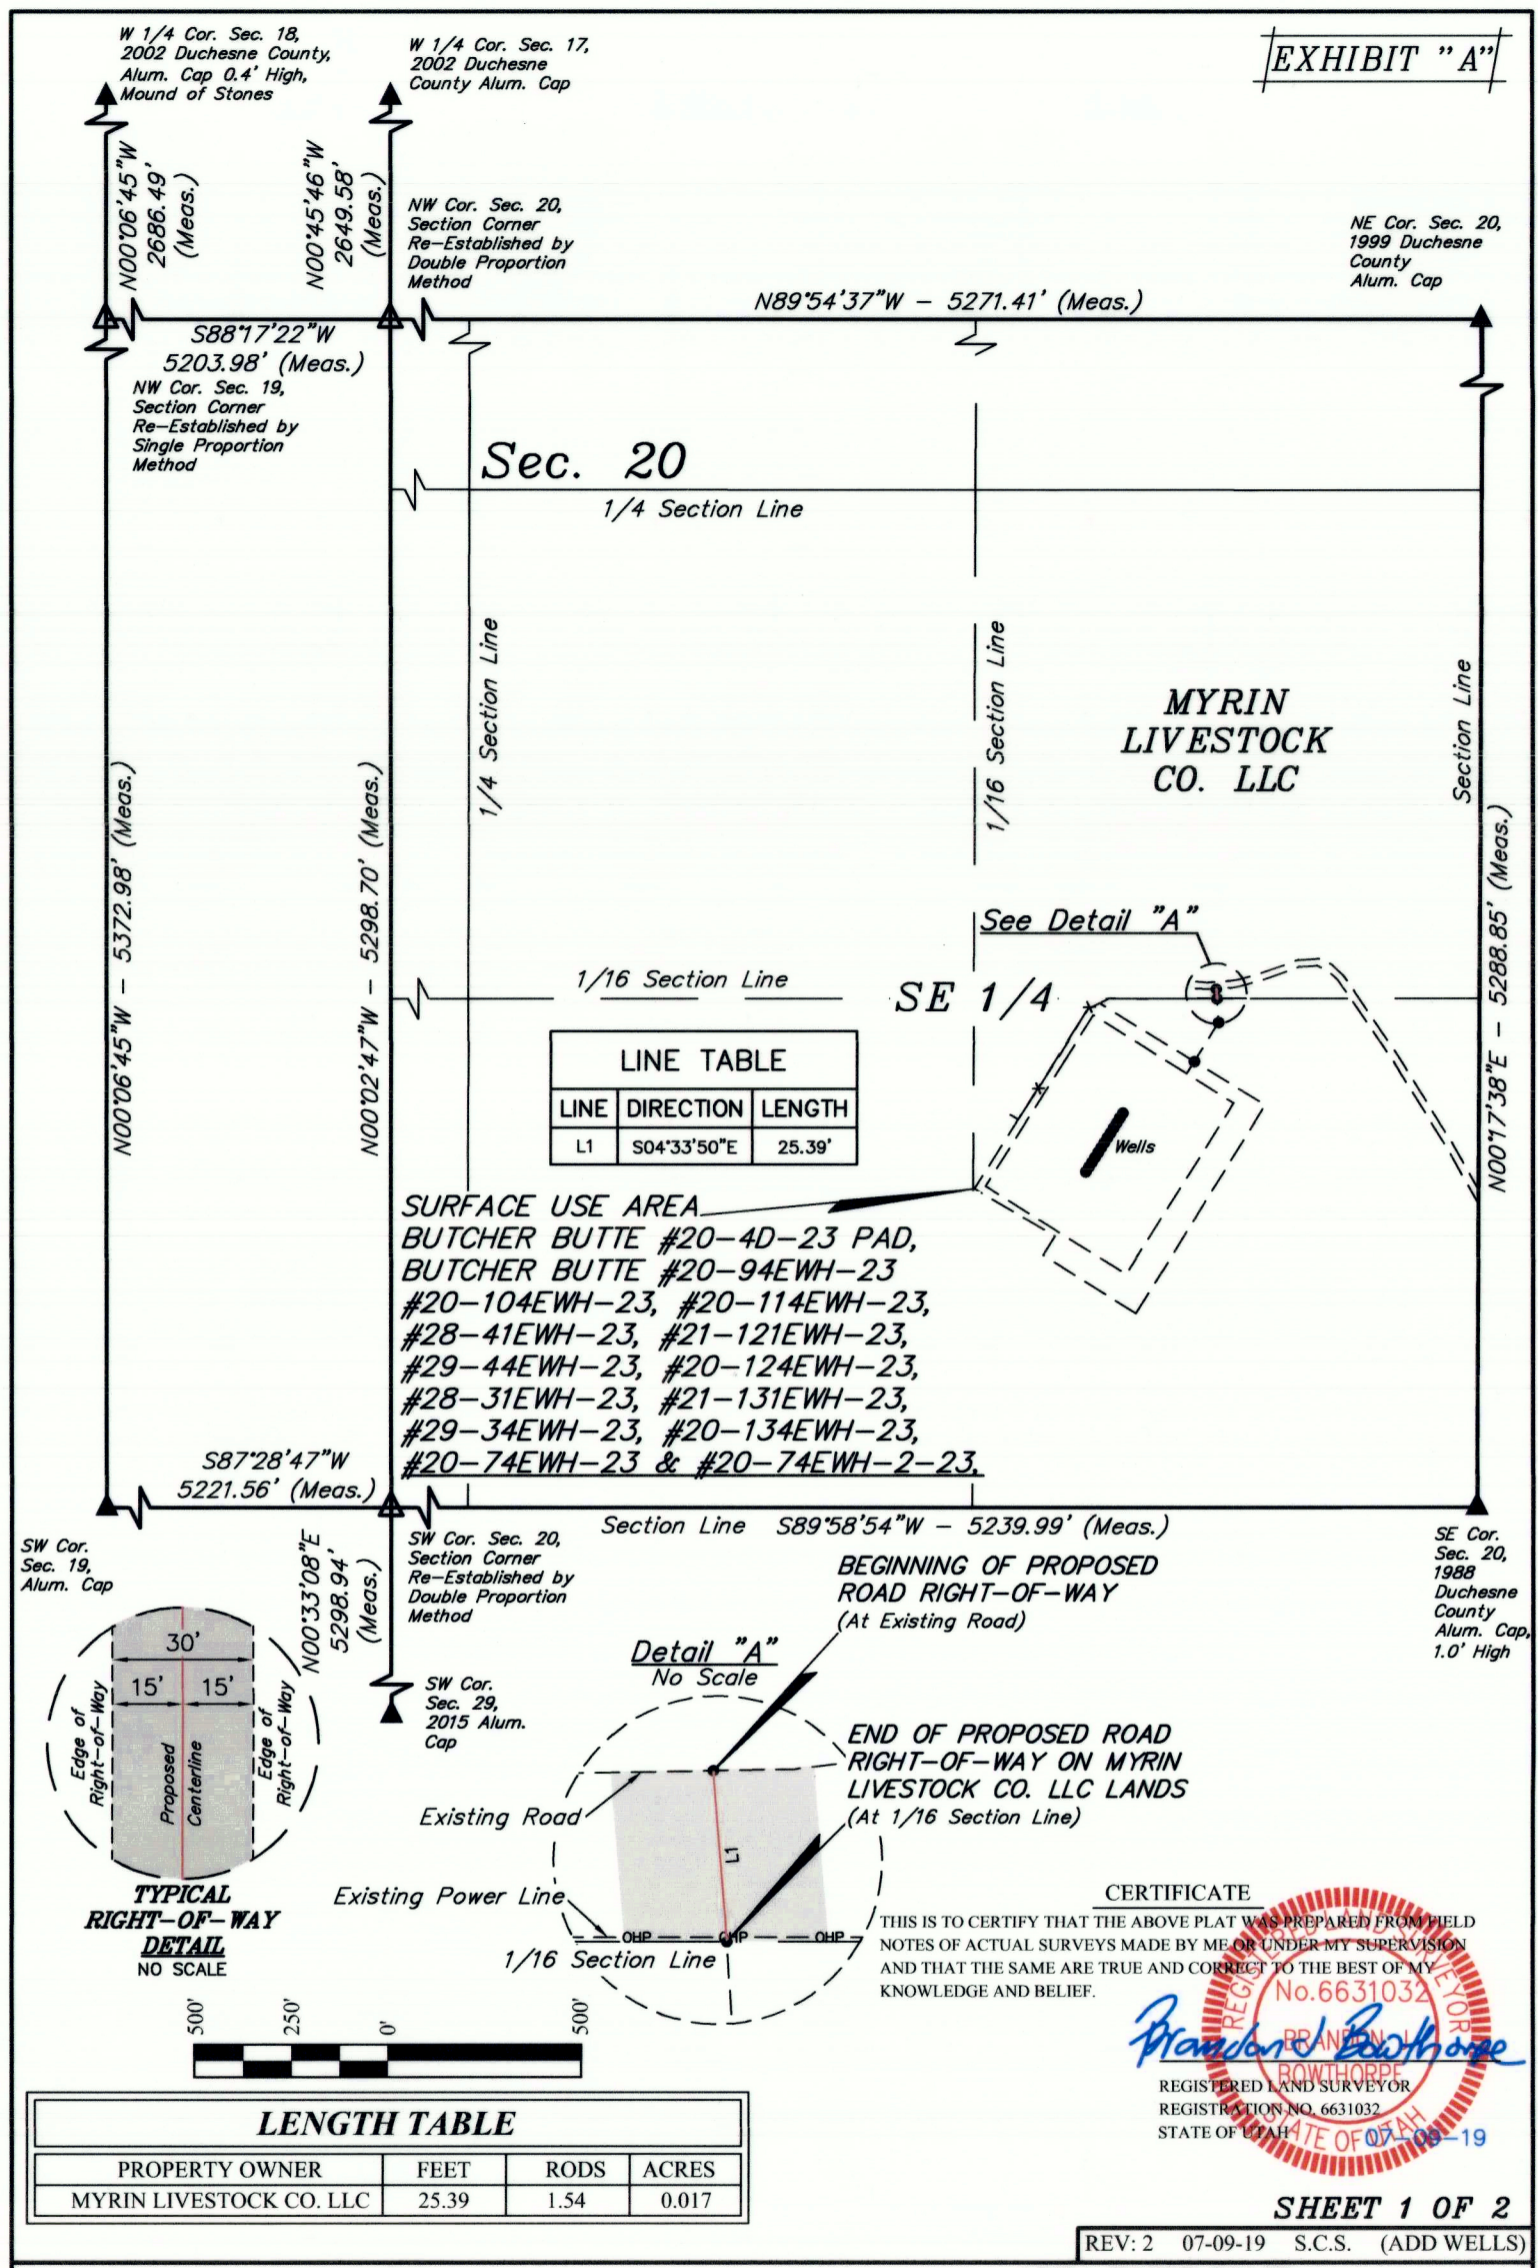 EXHIBIT "A"
W 1/4 Cor. Sec. 18,
2002 Duchesne County,
Alum. Cap 0.4' High,
Mound of Stones
W 1/4 Cor. Sec. 17,
2002 Duchesne
County Alum. Cap
N00°06'45"W
2686.49'
(Meas.)
N00°45'46"W
2649.58'
(Meas.)
NW Cor. Sec. 20,
Section Corner
Re-Established by
Double Proportion
Method
NE Cor. Sec. 20,
1999 Duchesne
County
Alum. Cap
N89°54'37"W - 5271.41' (Meas.)
S88°17'22"W
5203.98' (Meas.)
NW Cor. Sec. 19,
Section Corner
Re-Established by
Single Proportion
Method
Sec. 20
1/4 Section Line
1/4 Section Line
1/16 Section Line
Section Line
MYRIN
LIVESTOCK
CO. LLC
N00°06'45"W - 5372.98' (Meas.)
N00°02'47"W - 5298.70' (Meas.)
N00°17'38"E - 5288.85' (Meas.)
See Detail "A"
1/16 Section Line
SE 1/4
LINE TABLE
LINE DIRECTION LENGTH
L1 S04°33'50"E 25.39'
Wells
SURFACE USE AREA
BUTCHER BUTTE #20-4D-23 PAD,
BUTCHER BUTTE #20-94EWH-23
#20-104EWH-23, #20-114EWH-23,
#28-41EWH-23, #21-121EWH-23,
#29-44EWH-23, #20-124EWH-23,
#28-31EWH-23, #21-131EWH-23,
#29-34EWH-23, #20-134EWH-23,
#20-74EWH-23 & #20-74EWH-2-23.
S87°28'47"W
5221.56' (Meas.)
Section Line S89°58'54"W - 5239.99' (Meas.)
SW Cor.
Sec. 19,
Alum. Cap
N00°33'08"E
5298.94'
(Meas.)
SW Cor. Sec. 20,
Section Corner
Re-Established by
Double Proportion
Method
SE Cor.
Sec. 20,
1988
Duchesne
County
Alum. Cap,
1.0' High
SW Cor.
Sec. 29,
2015 Alum.
Cap
30'
15' 15'
Edge of
Right-of-Way
Proposed
Centerline
Edge of
Right-of-Way
TYPICAL
RIGHT-OF-WAY
DETAIL
NO SCALE
Detail "A"
No Scale
BEGINNING OF PROPOSED
ROAD RIGHT-OF-WAY
(At Existing Road)
END OF PROPOSED ROAD
RIGHT-OF-WAY ON MYRIN
LIVESTOCK CO. LLC LANDS
(At 1/16 Section Line)
Existing Road
L1
Existing Power Line
OHP OHP OHP
1/16 Section Line
500' 250' 0' 500'
CERTIFICATE
THIS IS TO CERTIFY THAT THE ABOVE PLAT WAS PREPARED FROM FIELD
NOTES OF ACTUAL SURVEYS MADE BY ME OR UNDER MY SUPERVISION
AND THAT THE SAME ARE TRUE AND CORRECT TO THE BEST OF MY
KNOWLEDGE AND BELIEF.
REGISTERED LAND SURVEYOR
No.6631032
BRANDON J.
BOWTHORPE
STATE OF UTAH
Brandon J Bowthorpe
REGISTERED LAND SURVEYOR
REGISTRATION NO. 6631032
STATE OF UTAH
07-09-19
LENGTH TABLE
PROPERTY OWNER FEET RODS ACRES
MYRIN LIVESTOCK CO. LLC 25.39 1.54 0.017
SHEET 1 OF 2
REV: 2 07-09-19 S.C.S. (ADD WELLS)